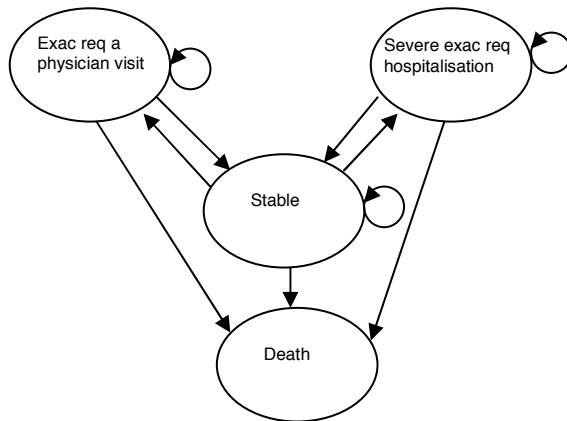 Exac req a
physician visit
Severe exac req
hospitalisation
Stable
Death